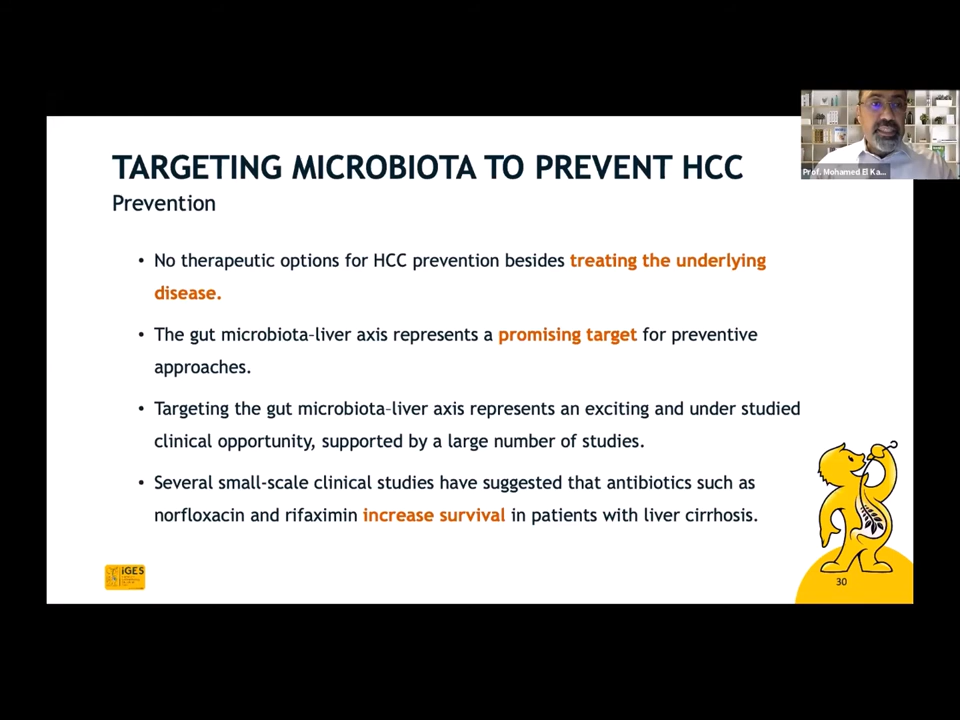 TARGETING MICROBIOTA TO PREVENT HCC
Prof. Mohamed El Ka...
Prevention
• No therapeutic options for HCC prevention besides treating the underlying
disease.
• The gut microbiota-liver axis represents a promising target for preventive
approaches.
• Targeting the gut microbiota-liver axis represents an exciting and under studied
clinical opportunity, supported by a large number of studies.
• Several small-scale clinical studies have suggested that antibiotics such as
norfloxacin and rifaximin increase survival in patients with liver cirrhosis.
iGES
30